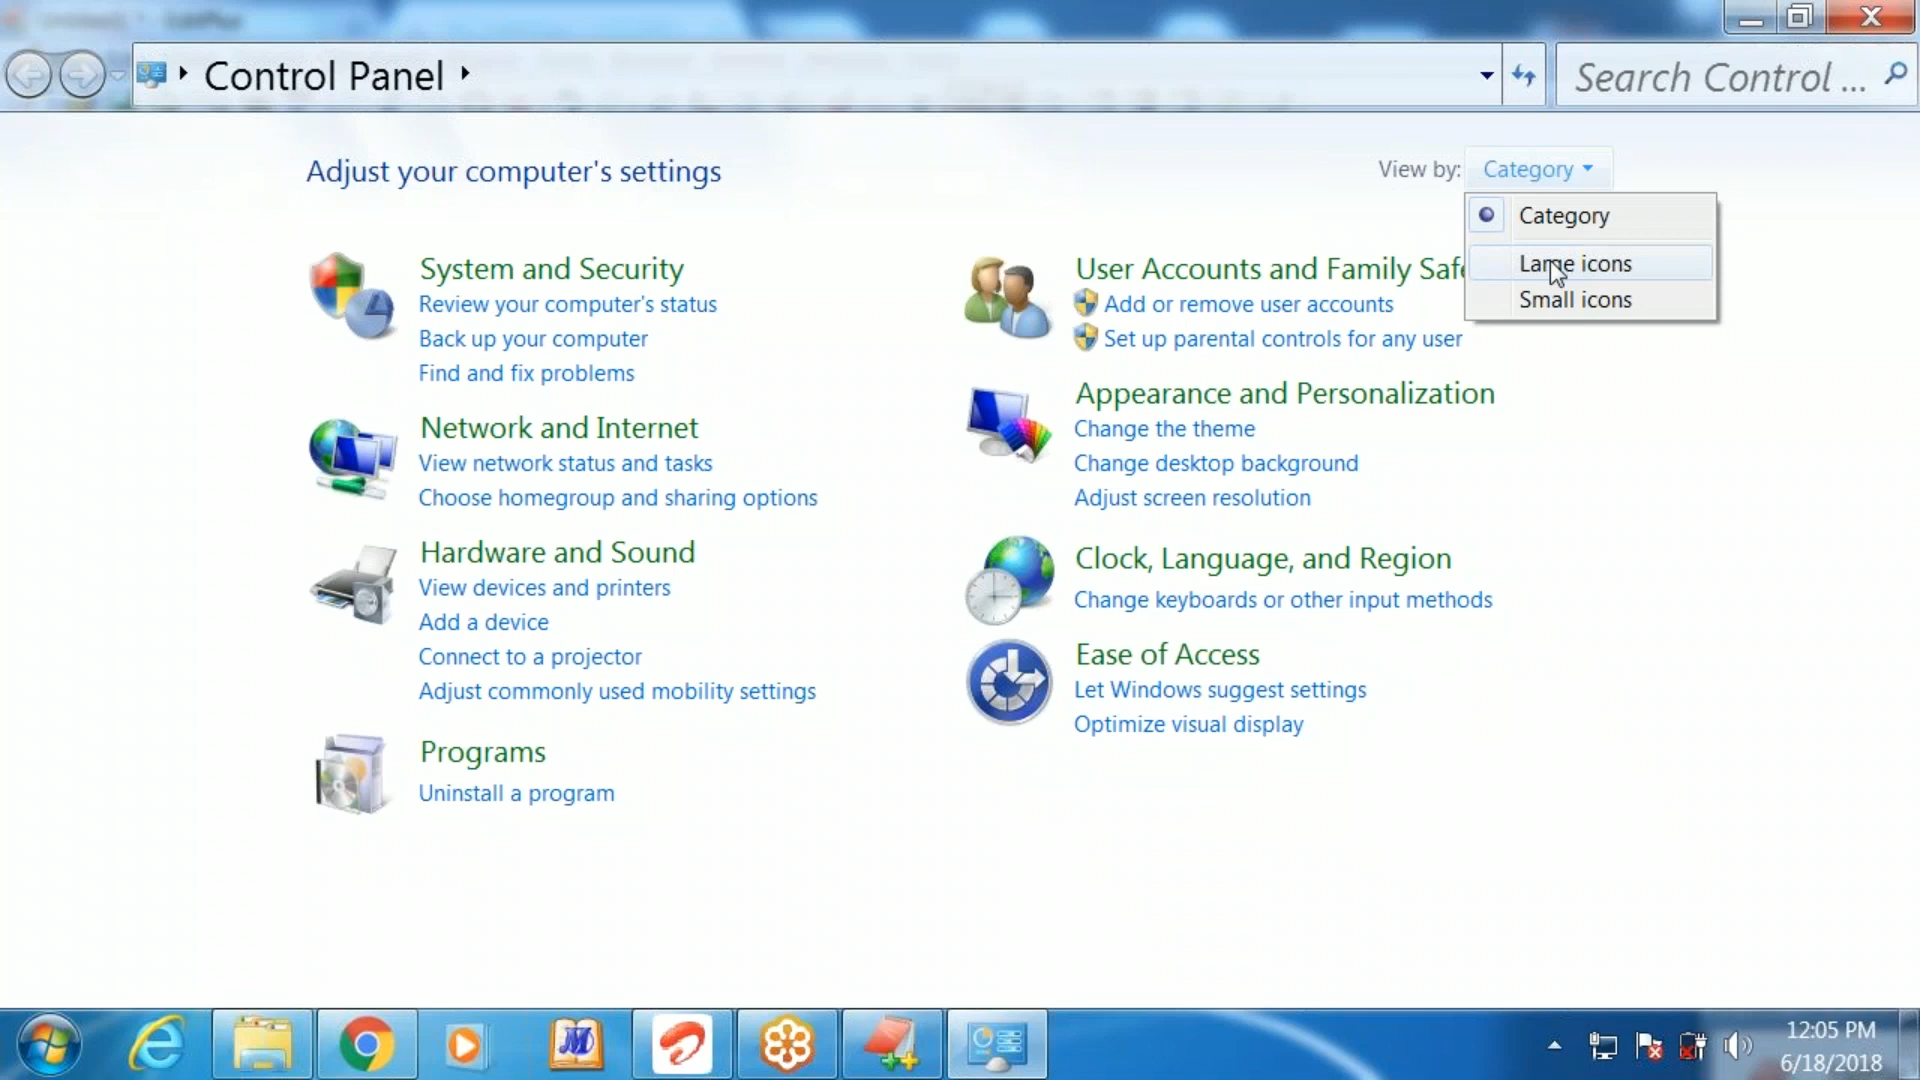 Control Panel
Search Control ...
Adjust your computer's settings
View by: Category
Category
Large icons
Small icons
System and Security
Review your computer's status
Back up your computer
Find and fix problems
Network and Internet
View network status and tasks
Choose homegroup and sharing options
Hardware and Sound
View devices and printers
Add a device
Connect to a projector
Adjust commonly used mobility settings
Programs
Uninstall a program
User Accounts and Family Safe
Add or remove user accounts
Set up parental controls for any user
Appearance and Personalization
Change the theme
Change desktop background
Adjust screen resolution
Clock, Language, and Region
Change keyboards or other input methods
Ease of Access
Let Windows suggest settings
Optimize visual display
12:05 PM
6/18/2018